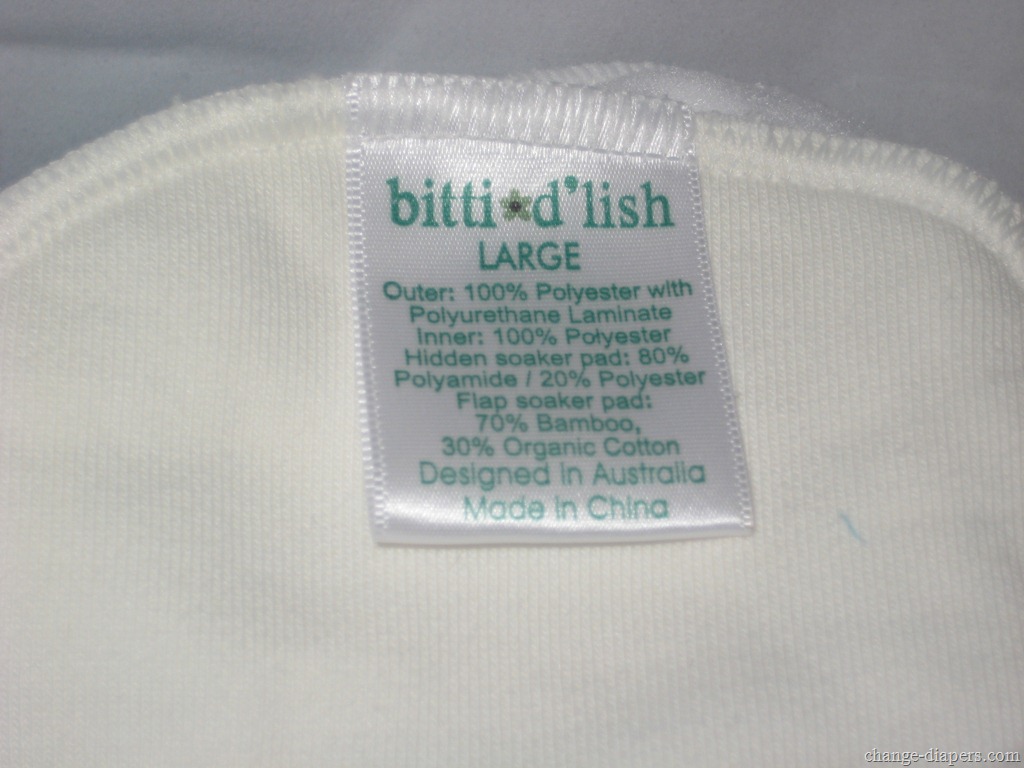 bitti d'lish
LARGE
Outer: 100% Polyester with
Polyurethane Laminate
Inner: 100% Polyester
Hidden soaker pad: 80%
Polyamide / 20% Polyester
Flap soaker pad:
70% Bamboo,
30% Organic Cotton
Designed in Australia
Made in China
change-diapers.com